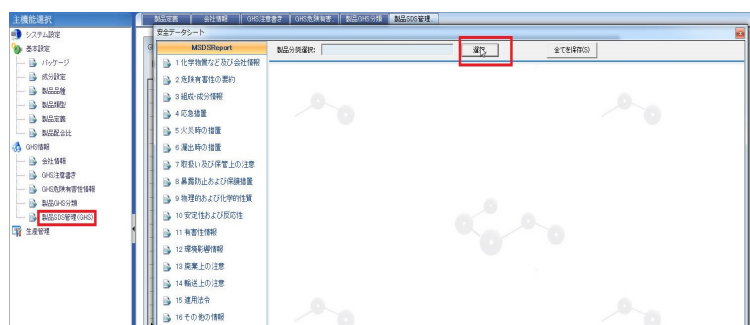 主機能選択
システム設定
基本設定
パッケージ
成分設定
製品品種
製品類型
製品定義
製品配合比
GHS情報
会社情報
GHS注意書き
GHS危険有害性情報
製品GHS分類
製品SDS管理(GHS)
生産管理
製品定義 会社情報 GHS注意書き GHS危険有害 製品GHS分類 製品SDS管理
安全データシート
MSDSReport
製品分類選択: 選択 全てを保存(S)
1 化学物質など及び会社情報
2 危険有害性の要約
3 組成・成分情報
4 応急措置
5 火災時の措置
6 漏出時の措置
7 取扱い及び保管上の注意
8 暴露防止および保護措置
9 物理的および化学的性質
10 安定性および反応性
11 有害性情報
12 環境影響情報
13 廃棄上の注意
14 輸送上の注意
15 適用法令
16 その他の情報